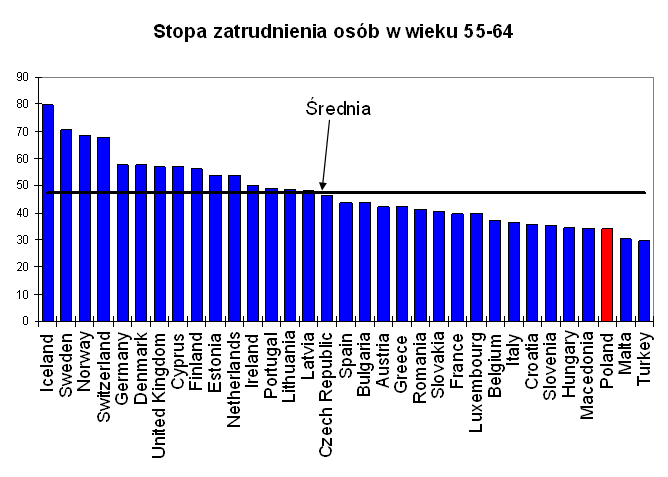 Stopa zatrudnienia osób w wieku 55-64
Średnia
90
80
70
60
50
40
30
20
10
0
Iceland
Sweden
Norway
Switzerland
Germany
Denmark
United Kingdom
Cyprus
Finland
Estonia
Netherlands
Ireland
Portugal
Lithuania
Latvia
Czech Republic
Spain
Bulgaria
Austria
Greece
Romania
Slovakia
France
Luxembourg
Belgium
Italy
Croatia
Slovenia
Hungary
Macedonia
Poland
Malta
Turkey